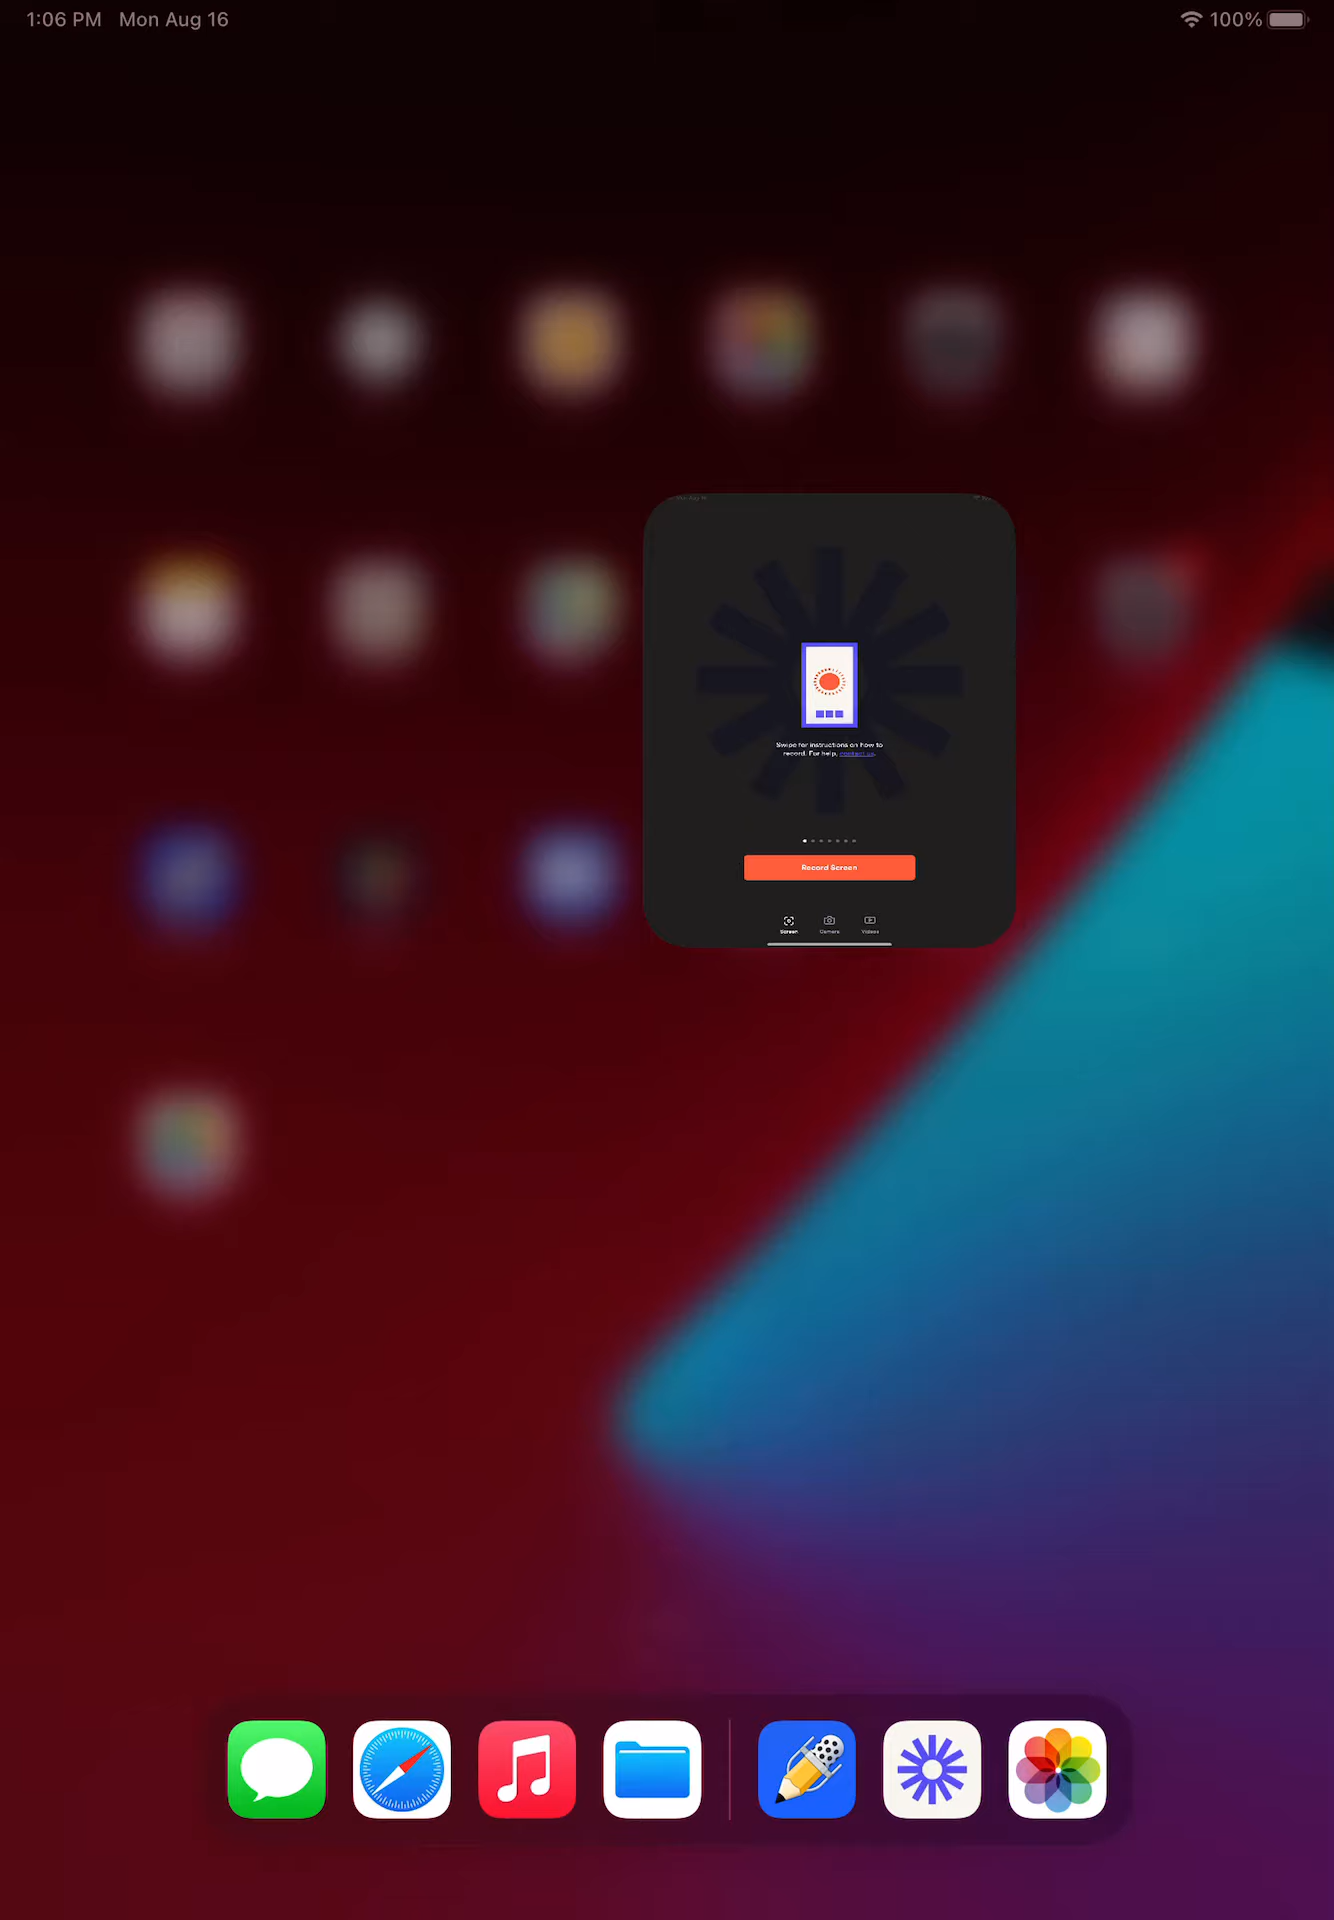 1:06 PM Mon Aug 16
100%
Swipe for instructions on how to
record. For help, contact us.
Record Screen
Screen Camera Videos